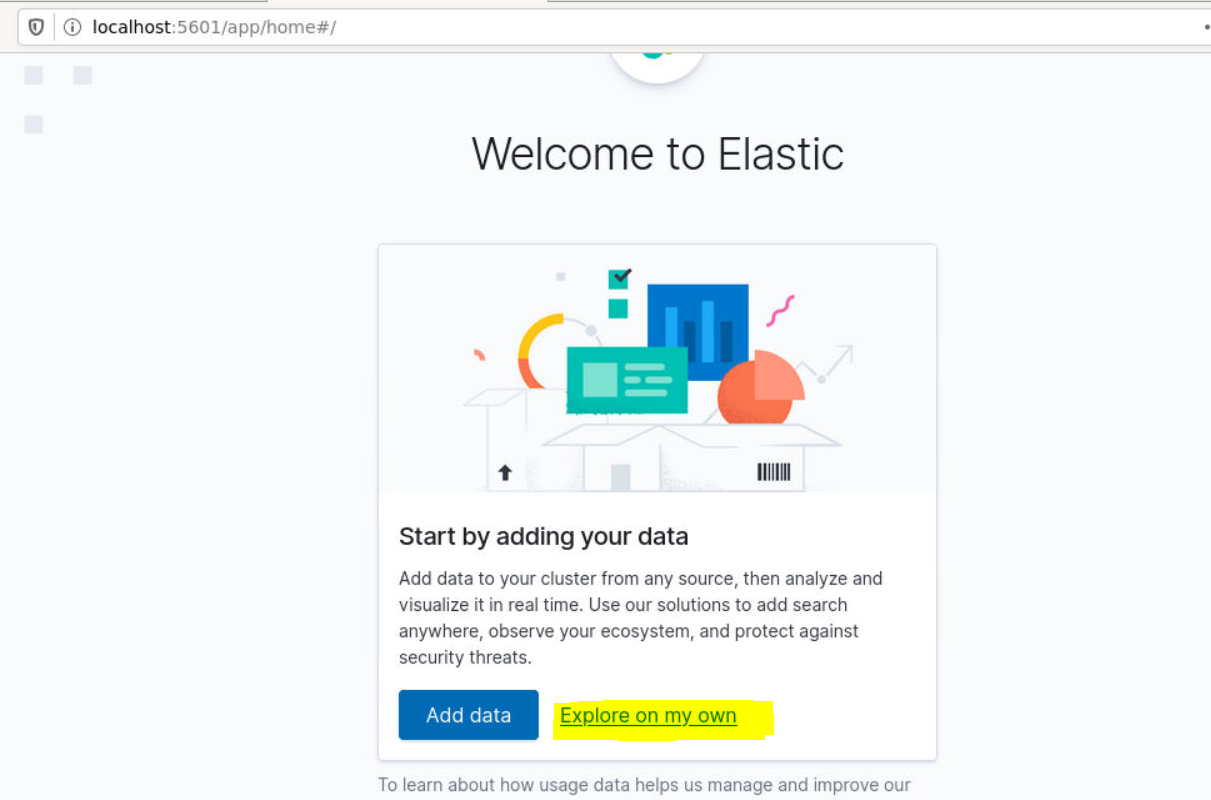 localhost:5601/app/home#/
Welcome to Elastic
Start by adding your data
Add data to your cluster from any source, then analyze and
visualize it in real time. Use our solutions to add search
anywhere, observe your ecosystem, and protect against
security threats.
Add data Explore on my own
To learn about how usage data helps us manage and improve our